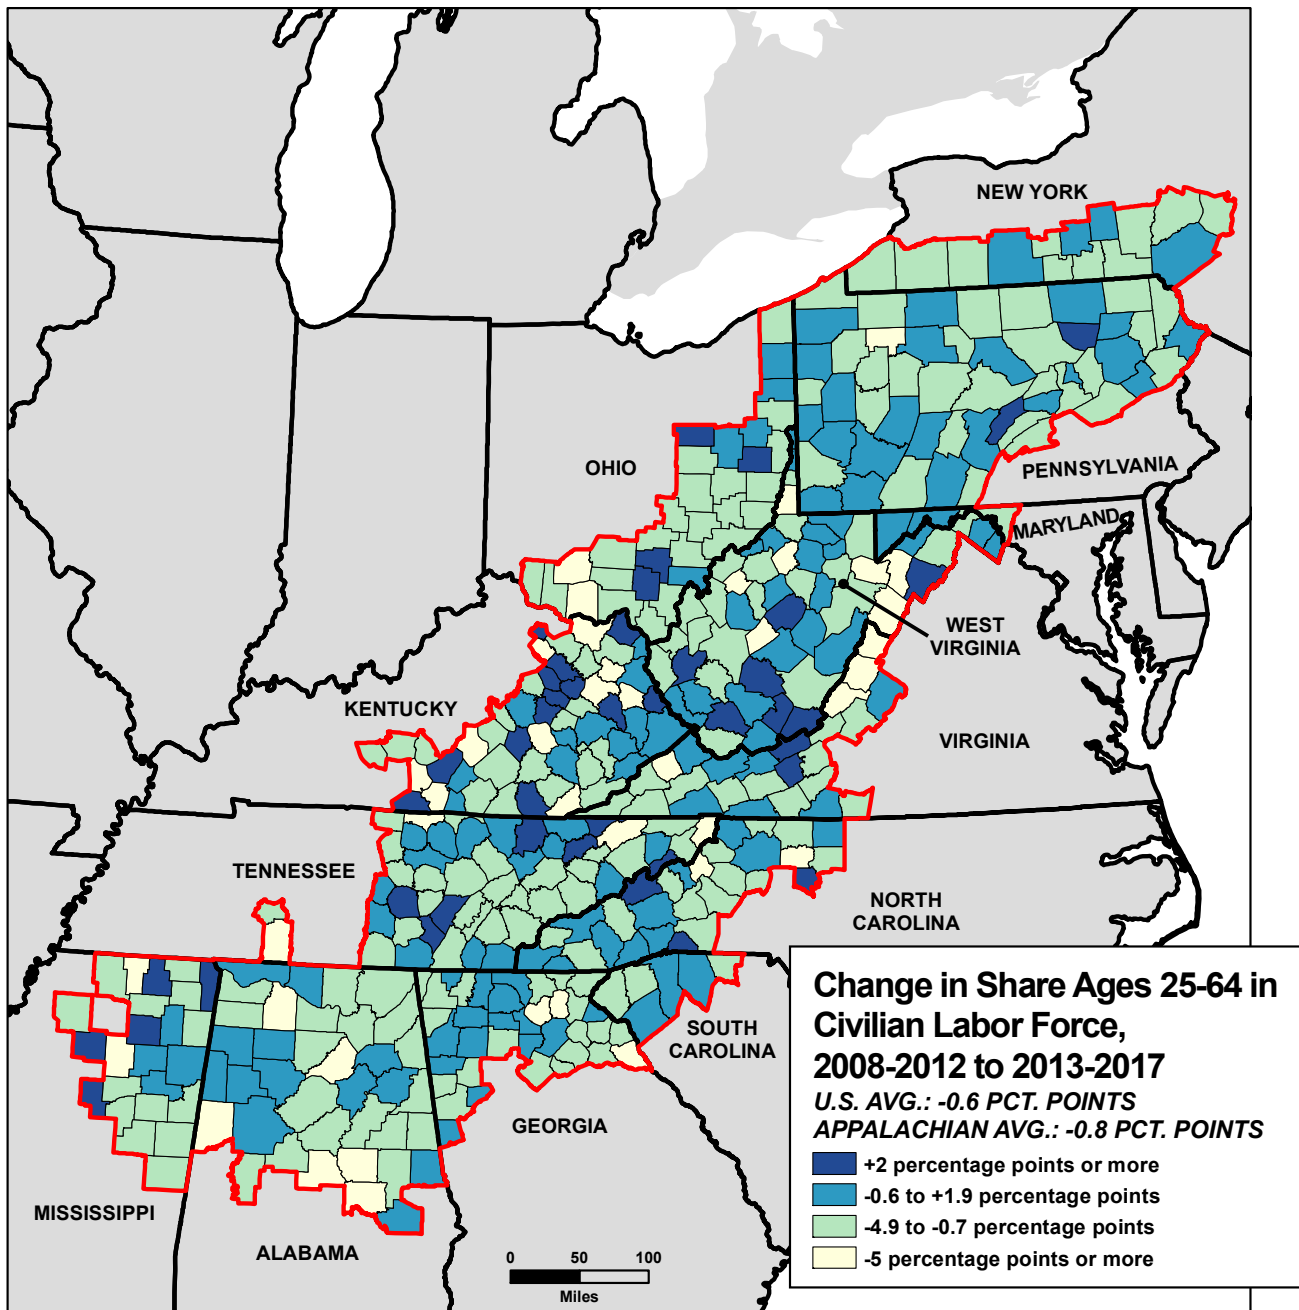 NEW YORK
OHIO
PENNSYLVANIA
MARYLAND
WEST
VIRGINIA
KENTUCKY
VIRGINIA
TENNESSEE
NORTH
CAROLINA
SOUTH
CAROLINA
GEORGIA
MISSISSIPPI
ALABAMA
0 50 100
Miles
Change in Share Ages 25-64 in
Civilian Labor Force,
2008-2012 to 2013-2017
U.S. AVG.: -0.6 PCT. POINTS
APPALACHIAN AVG.: -0.8 PCT. POINTS
+2 percentage points or more
-0.6 to +1.9 percentage points
-4.9 to -0.7 percentage points
-5 percentage points or more